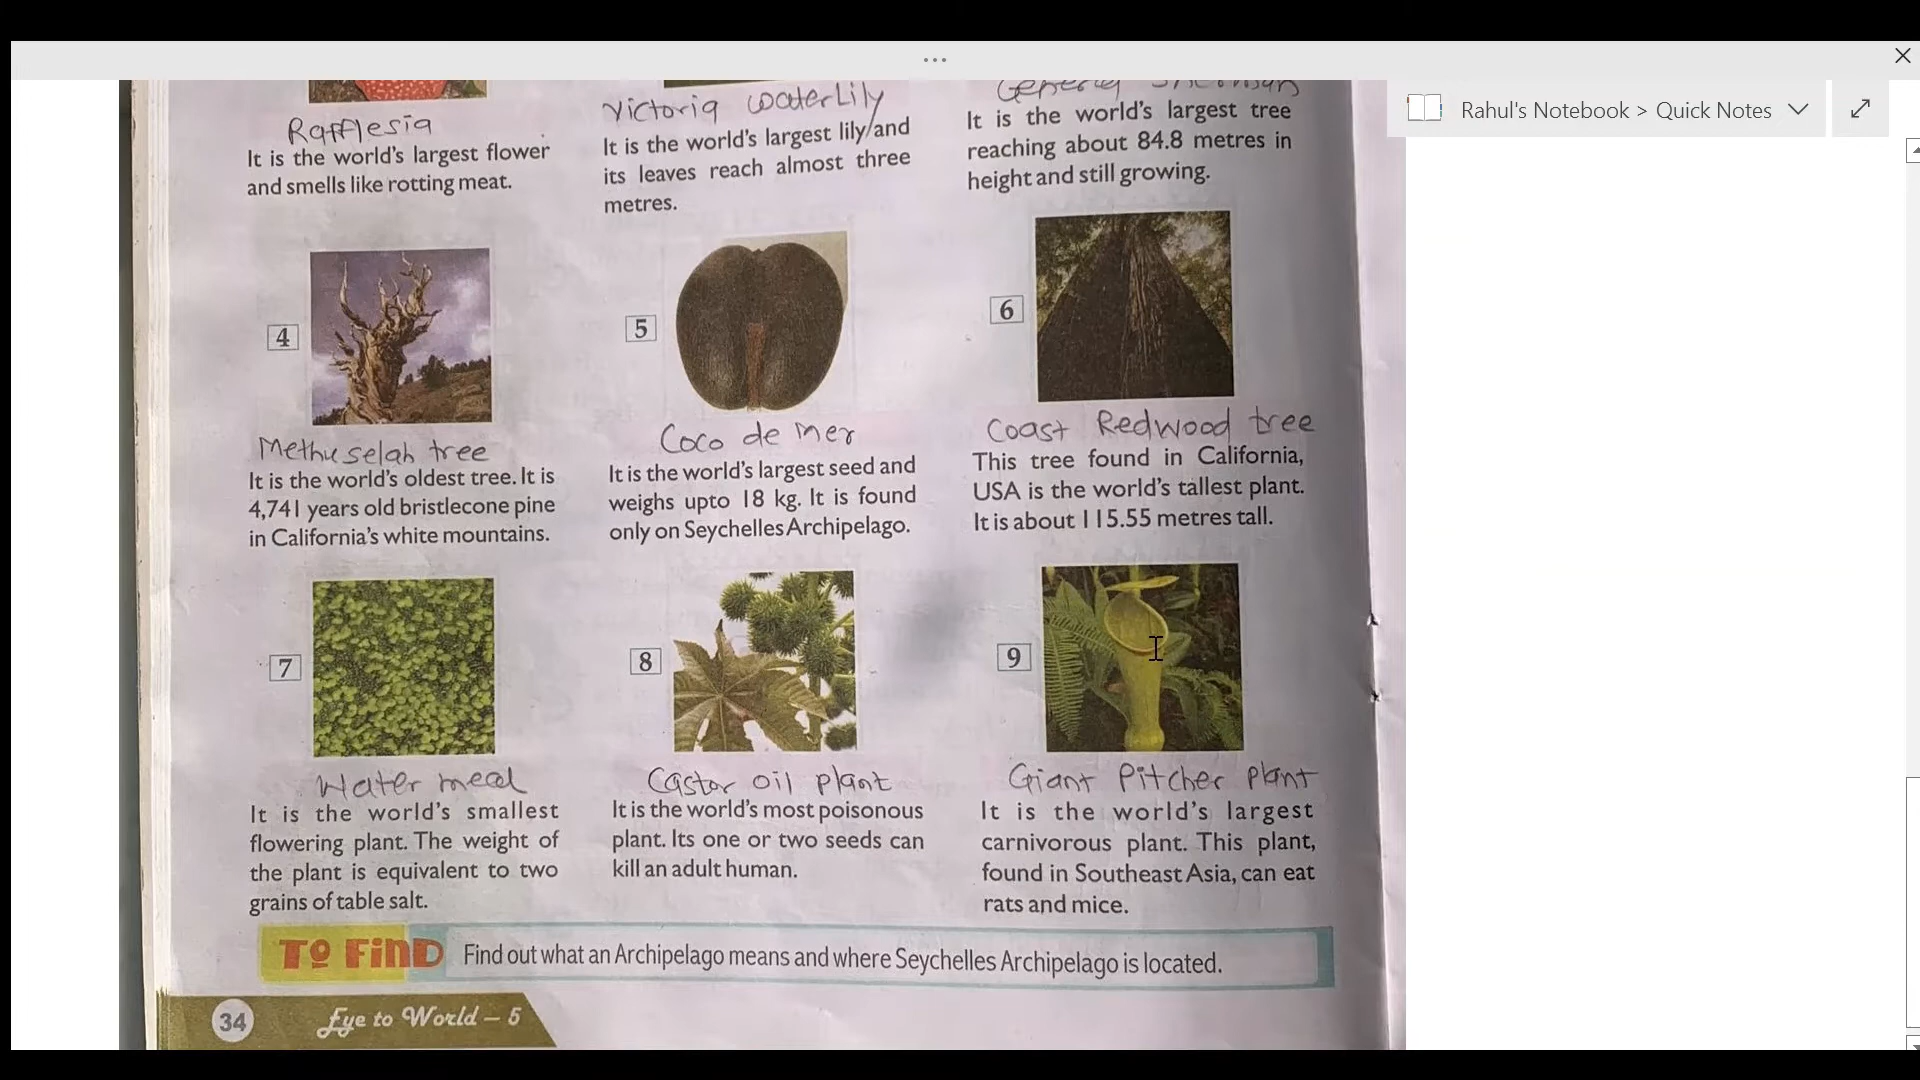 Rahul's Notebook > Quick Notes
Rafflesia
It is the world's largest flower
and smells like rotting meat.
Victoria waterLily
It is the world's largest lily and
its leaves reach almost three
metres.
General Sherman
It is the world's largest tree
reaching about 84.8 metres in
height and still growing.
4
Methuselah tree
It is the world's oldest tree. It is
4,741 years old bristlecone pine
in California's white mountains.
5
Coco de mer
It is the world's largest seed and
weighs upto 18 kg. It is found
only on Seychelles Archipelago.
6
Coast Redwood tree
This tree found in California,
USA is the world's tallest plant.
It is about 115.55 metres tall.
7
Water meal
It is the world's smallest
flowering plant. The weight of
the plant is equivalent to two
grains of table salt.
8
Castor oil plant
It is the world's most poisonous
plant. Its one or two seeds can
kill an adult human.
9
Giant Pitcher plant
It is the world's largest
carnivorous plant. This plant,
found in Southeast Asia, can eat
rats and mice.
TO FinD Find out what an Archipelago means and where Seychelles Archipelago is located.
34 Eye to World – 5